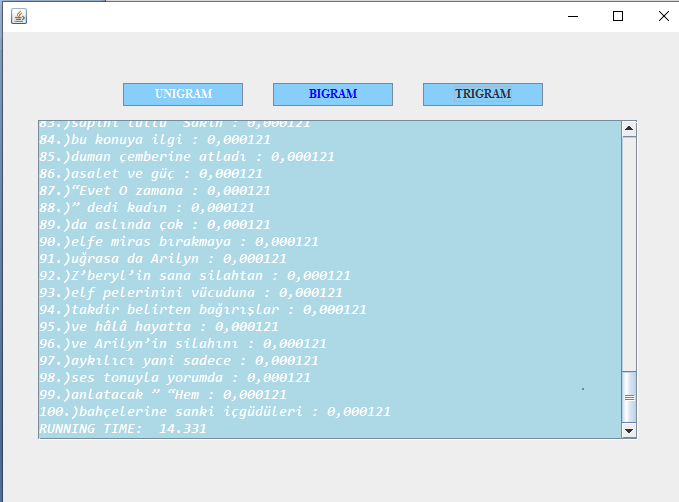 UNIGRAM
BIGRAM
TRIGRAM
83.)sapını tuttu
84.)bu konuya ilgi : 0,000121
85.)duman çemberine atladı : 0,000121
86.)asalet ve güç : 0,000121
87.)“Evet O zamana : 0,000121
88.)” dedi kadın : 0,000121
89.)da aslında çok : 0,000121
90.)elfe miras bırakmaya : 0,000121
91.)uğrasa da Arilyn : 0,000121
92.)Z’beryl’in sana silahtan : 0,000121
93.)elf pelerinini vücuduna : 0,000121
94.)takdir belirten bağırışlar : 0,000121
95.)ve hâlâ hayatta : 0,000121
96.)ve Arilyn’in silahını : 0,000121
97.)aykılıcı yani sadece : 0,000121
98.)ses tonuyla yorumda : 0,000121
99.)anlatacak ” “Hem : 0,000121
100.)bahçelerine sanki içgüdüleri : 0,000121
RUNNING TIME:  14.331